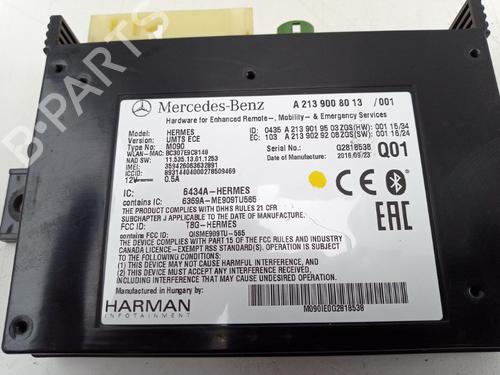 Mercedes-Benz A 213 900 80 13 /001
Hardware for Enhanced Remote-, Mobility- & Emergency Services
Model: HERMES ID: 0435 A 213 901 95 03 ZGS(HW): 001 15/34
Version: UMTS ECE EC: 103 A 213 902 92 08 ZGS(SW): 001 16/24
Type No: M090
WLAN-MAC: BC307E9C8148 Serial No.: G2818538
NAD SW: 11.535.13.01.1253 Date of Manufacture: 2016/09/23 Q01
IMEI: 359426063632891
ICCID: 89314404000278509469
12V 0.5A
IC: 6434A-HERMES
contains IC: 6369A-ME909TU565
THE PRODUCT COMPLIES WITH DHHS RULES 21 CFR
SUBCHAPTER J APPLICABLE TO DATE OF MANUFACTURE.
FCC ID: T8G-HERMES
contains FCC ID: QISME909TU-565
THE DEVICE COMPLIES WITH PART 15 OF THE FCC RULES AND INDUSTRY
CANADA LICENCE-EXEMPT RSS STANDARD(S). OPERATION IS SUBJECT
TO THE FOLLOWING CONDITIONS:
(1) THIS DEVICE MAY NOT CAUSE HARMFUL INTERFERENCE, AND
(2) THIS DEVICE MUST ACCEPT ANY INTERFERENCE RECEIVED, INCLUDING
INTERFERENCE THAT MAY CAUSE UNDESIRED OPERATION.
Manufactured in Hungary by
HARMAN
INFOTAINMENT
M090IE0G2818538
CE
EAC
B-PARTS